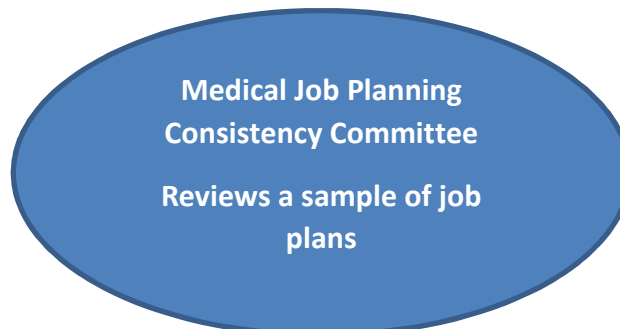 Medical Job Planning
Consistency Committee
Reviews a sample of job
plans